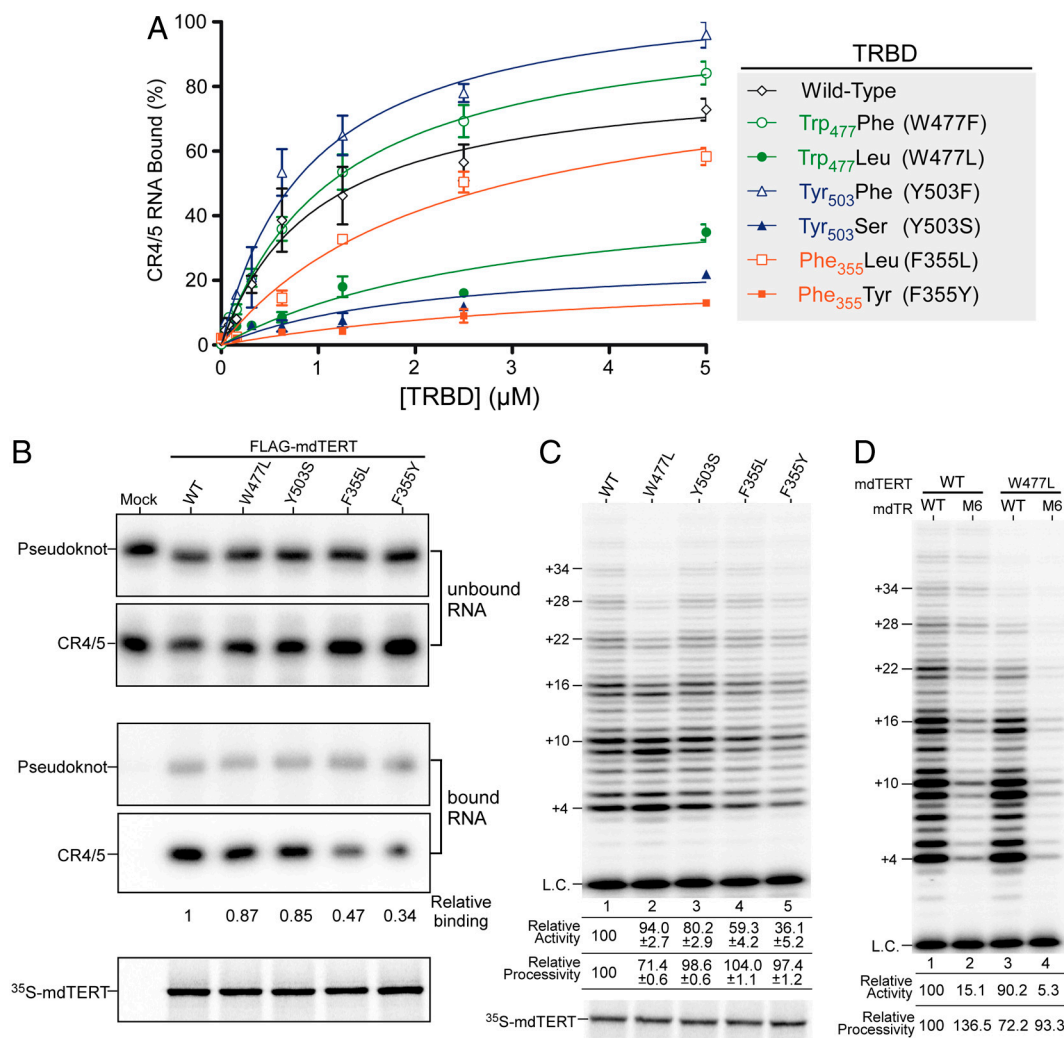 A
CR4/5 RNA Bound (%)
100
80
60
40
20
0
0 1 2 3 4 5
[TRBD] (µM)
TRBD
Wild-Type
Trp477Phe (W477F)
Trp477Leu (W477L)
Tyr503Phe (Y503F)
Tyr503Ser (Y503S)
Phe355Leu (F355L)
Phe355Tyr (F355Y)
B
FLAG-mdTERT
Mock WT W477L Y503S F355L F355Y
Pseudoknot
CR4/5
unbound
RNA
Pseudoknot
CR4/5
bound
RNA
1 0.87 0.85 0.47 0.34 Relative
binding
35S-mdTERT
C
WT W477L Y503S F355L F355Y
+34
+28
+22
+16
+10
+4
L.C.
1 2 3 4 5
Relative
Activity 100 94.0 80.2 59.3 36.1
±2.7 ±2.9 ±4.2 ±5.2
Relative
Processivity 100 71.4 98.6 104.0 97.4
±0.6 ±0.6 ±1.1 ±1.2
35S-mdTERT
D
mdTERT WT W477L
mdTR WT M6 WT M6
+34
+28
+22
+16
+10
+4
L.C.
1 2 3 4
Relative
Activity 100 15.1 90.2 5.3
Relative
Processivity 100 136.5 72.2 93.3